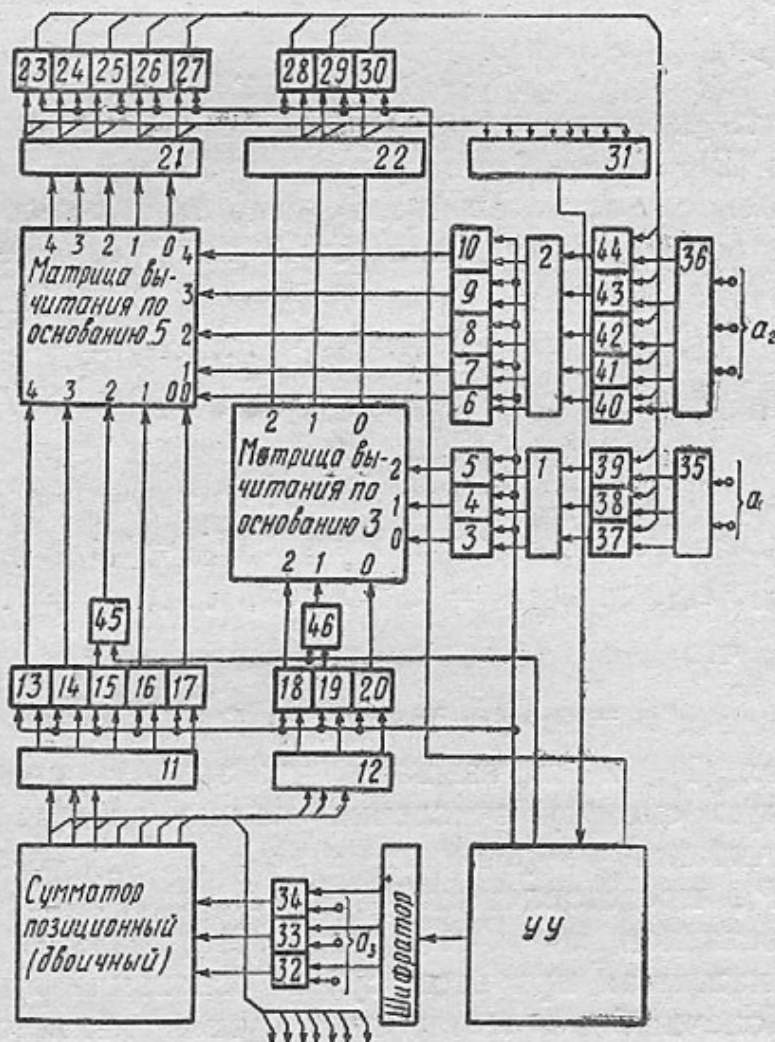 23 24 25 26 27 28 29 30
21 22 31
4 3 2 1 0
Матрица вы-
читания по
основанию 5
4
3
2
1
0
4 3 2 1 0
10
9
8
7
6
2
44
43
42
41
40
36
a₂
2 1 0
Матрица вы-
читания по
основанию 3
2
1
0
2 1 0
5
4
3
1
39
38
37
35
a₁
45 46
13 14 15 16 17 18 19 20
11 12
Сумматор
позиционный
(двоичный)
34
33
32
a₃
Шифратор
УУ